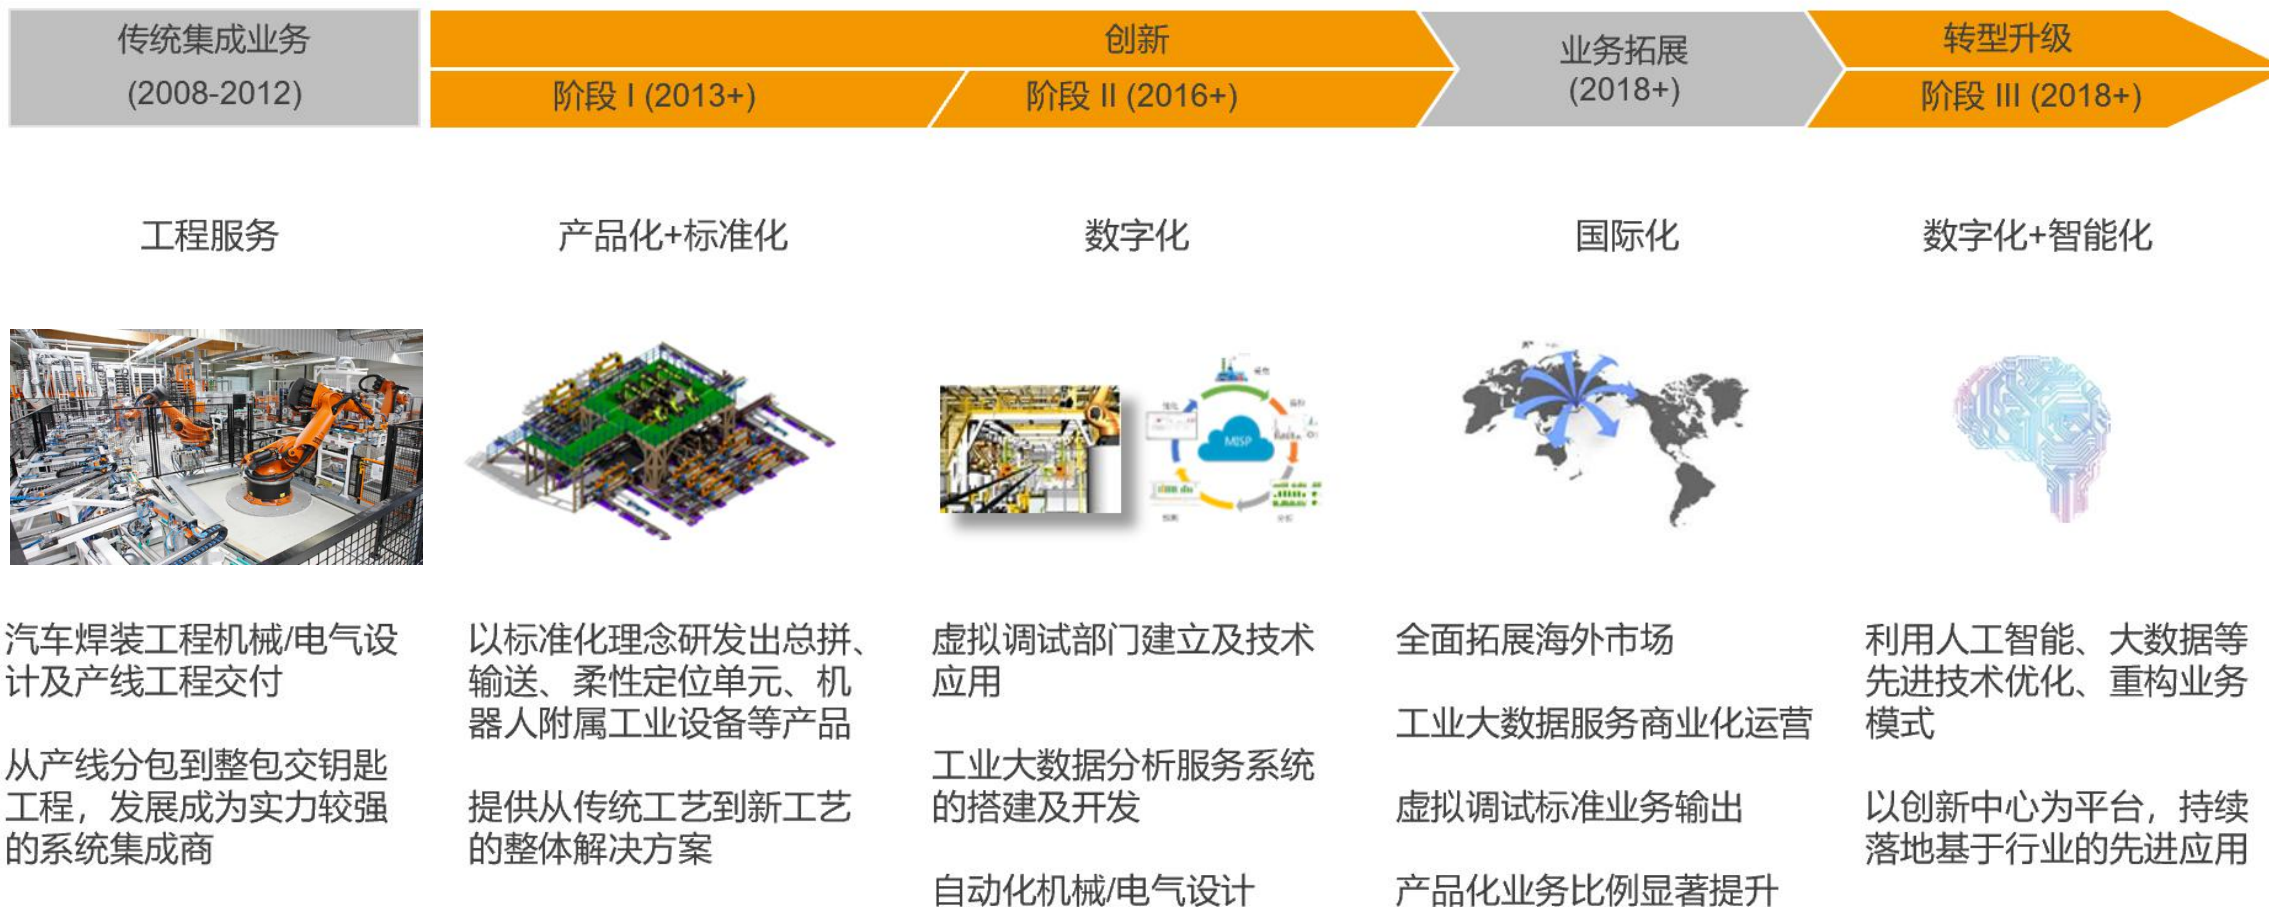 传统集成业务
(2008-2012)
创新
阶段 I (2013+)
阶段 II (2016+)
业务拓展
(2018+)
转型升级
阶段 III (2018+)
工程服务
产品化+标准化
数字化
国际化
数字化+智能化
MISP
分析
汽车焊装工程机械/电气设
计及产线工程交付
从产线分包到整包交钥匙
工程，发展成为实力较强
的系统集成商
以标准化理念研发出总拼、
输送、柔性定位单元、机
器人附属工业设备等产品
提供从传统工艺到新工艺
的整体解决方案
虚拟调试部门建立及技术
应用
工业大数据分析服务系统
的搭建及开发
自动化机械/电气设计
全面拓展海外市场
工业大数据服务商业化运营
虚拟调试标准业务输出
产品化业务比例显著提升
利用人工智能、大数据等
先进技术优化、重构业务
模式
以创新中心为平台，持续
落地基于行业的先进应用